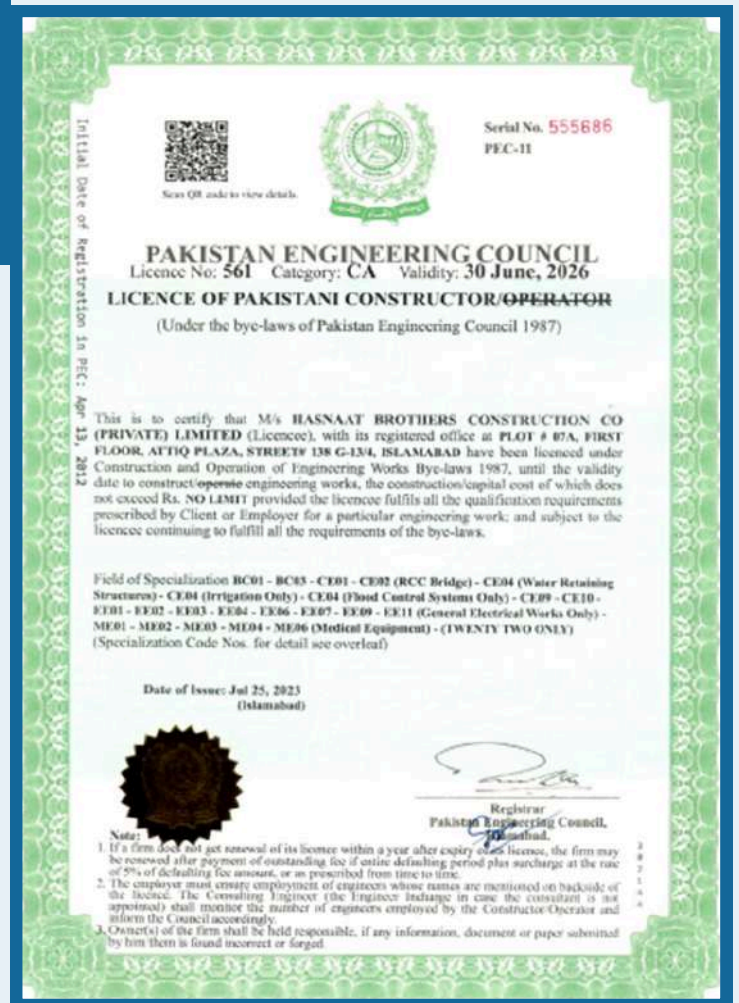 Scan QR code to view details.
Serial No. 555686
PEC-11
Initial Date of Registration in PEC: Apr 13, 2012
PAKISTAN ENGINEERING COUNCIL
Licence No: 561 Category: CA Validity: 30 June, 2026
LICENCE OF PAKISTANI CONSTRUCTOR/OPERATOR
(Under the bye-laws of Pakistan Engineering Council 1987)
This is to certify that M/s HASNAAT BROTHERS CONSTRUCTION CO
(PRIVATE) LIMITED (Licencee), with its registered office at PLOT # 07A, FIRST
FLOOR, ATTIQ PLAZA, STREET# 138 G-13/4, ISLAMABAD have been licenced under
Construction and Operation of Engineering Works Bye-laws 1987, until the validity
date to construct/operate engineering works, the construction/capital cost of which does
not exceed Rs. NO LIMIT provided the licencee fulfils all the qualification requirements
prescribed by Client or Employer for a particular engineering work; and subject to the
licencee continuing to fulfill all the requirements of the bye-laws.
Field of Specialization BC01 - BC03 - CE01 - CE02 (RCC Bridge) - CE04 (Water Retaining
Structures) - CE04 (Irrigation Only) - CE04 (Flood Control Systems Only) - CE09 - CE10 -
EE01 - EE02 - EE03 - EE04 - EE06 - EE07 - EE09 - EE11 (General Electrical Works Only) -
ME01 - ME02 - ME03 - ME04 - ME06 (Medical Equipment) - (TWENTY TWO ONLY)
(Specialization Code Nos. for detail see overleaf)
Date of Issue: Jul 25, 2023
(Islamabad)
Registrar
Pakistan Engineering Council,
Islamabad.
Note:
1. If a firm does not get renewal of its licence within a year after expiry of its licence, the firm may
be renewed after payment of outstanding fee if entire defaulting period plus surcharge at the rate
of 5% of defaulting fee amount, or as prescribed from time to time.
2. The employer must ensure employment of engineers whose names are mentioned on backside of
the licence. The Consulting Engineer (the Engineer Incharge in case the consultant is not
appointed) shall monitor the number of engineers employed by the Constructor/Operator and
inform the Council accordingly.
3. Owner(s) of the firm shall be held responsible, if any information, document or paper submitted
by him/them is found incorrect or forged.